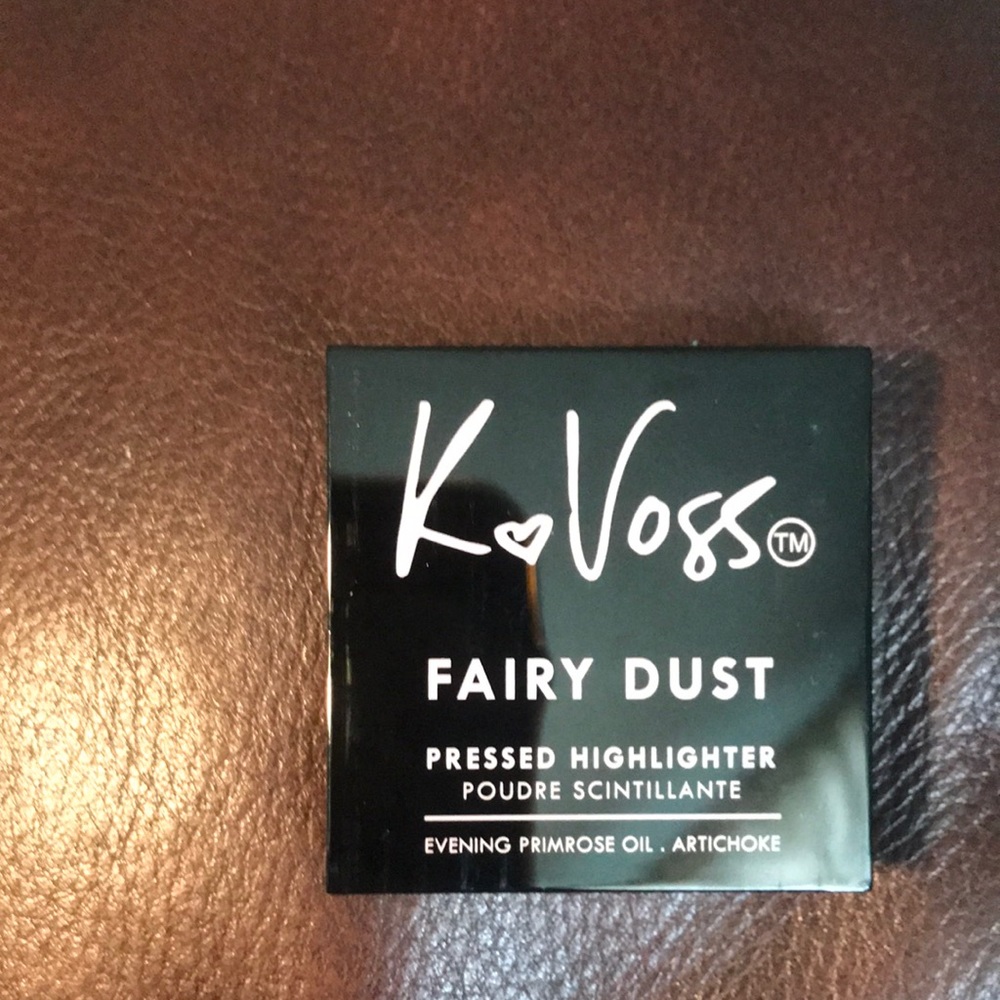 K♡Voss™
FAIRY DUST
PRESSED HIGHLIGHTER
POUDRE SCINTILLANTE
EVENING PRIMROSE OIL . ARTICHOKE